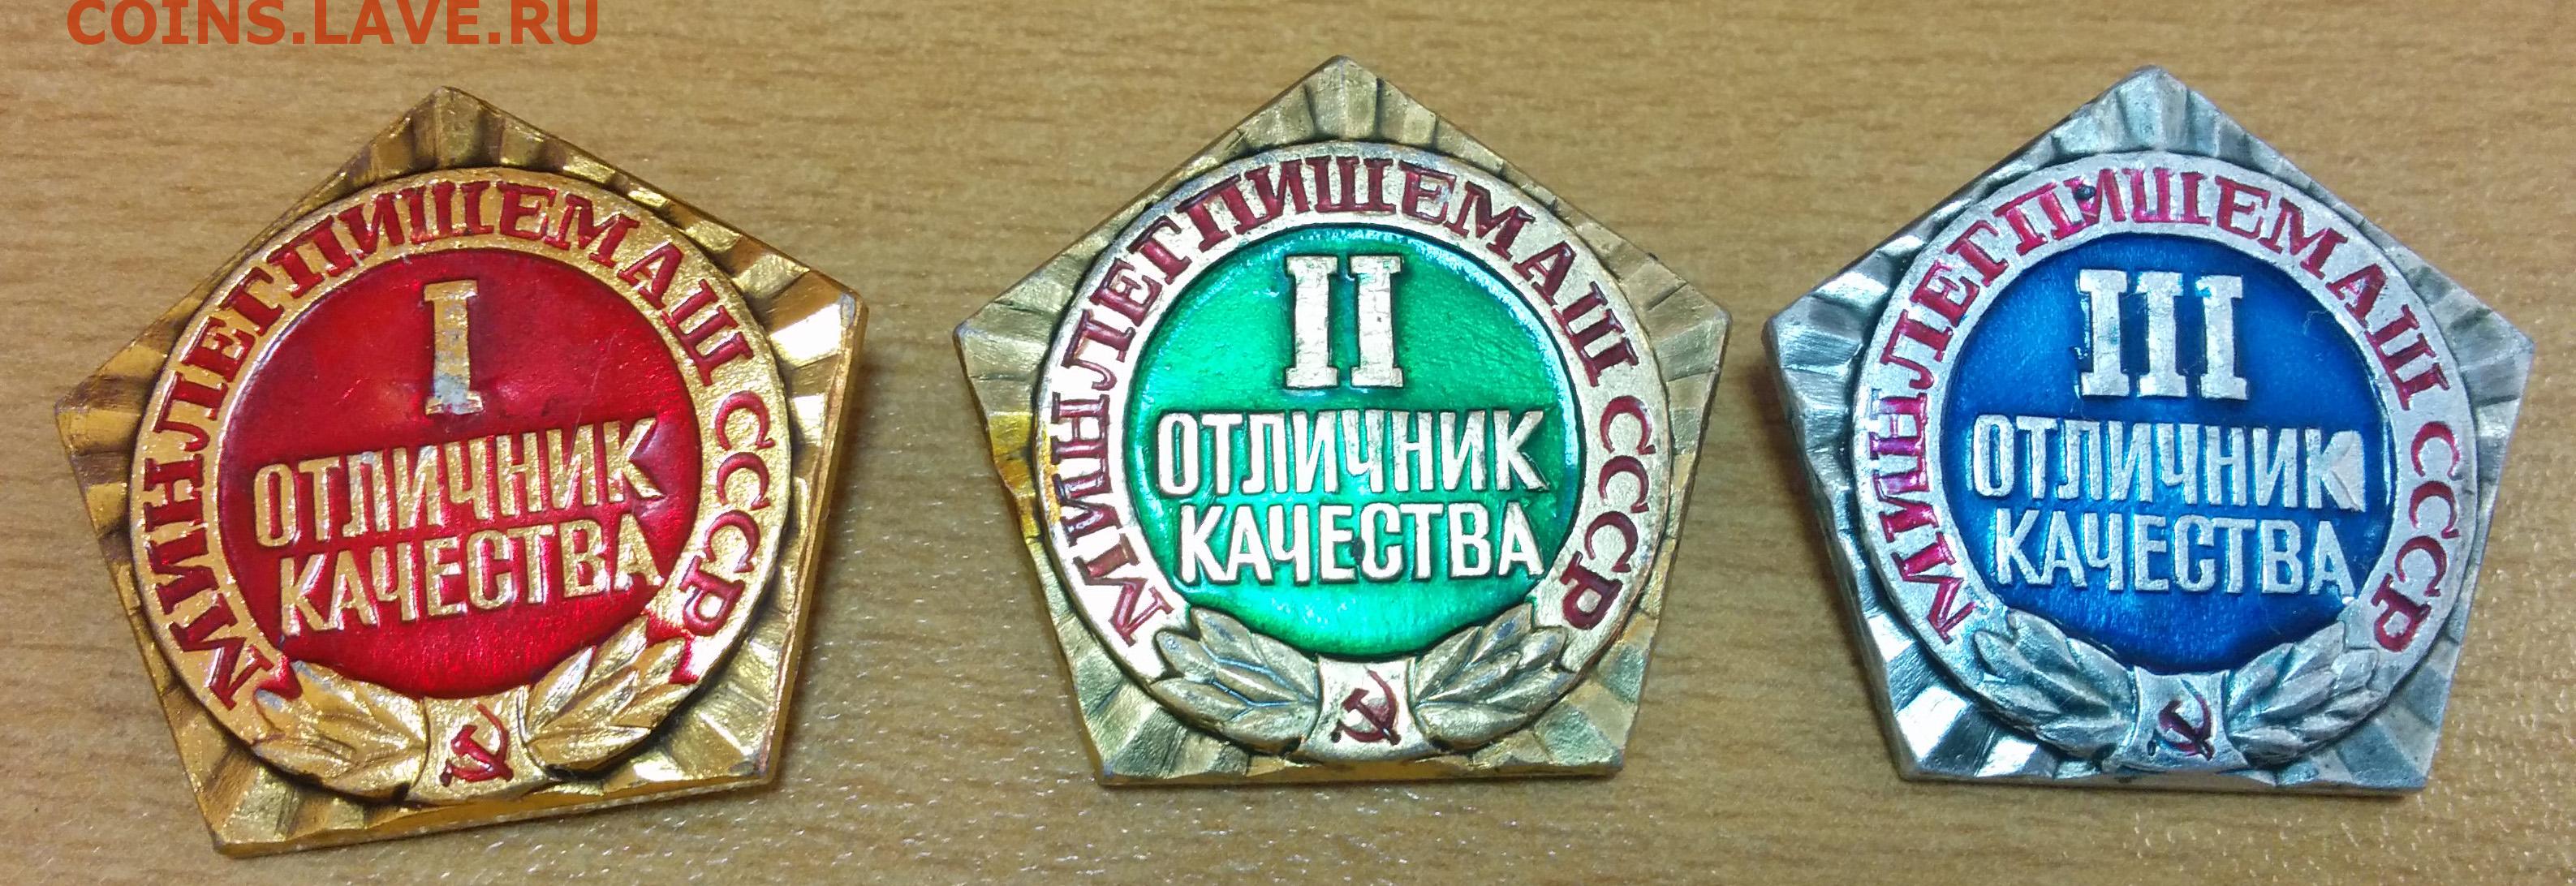 COINS.LAVE.RU
МИНЛЕГПИЩЕМАШ СССР
I
ОТЛИЧНИК
КАЧЕСТВА
МИНЛЕГПИЩЕМАШ СССР
II
ОТЛИЧНИК
КАЧЕСТВА
МИНЛЕГПИЩЕМАШ СССР
III
ОТЛИЧНИК
КАЧЕСТВА